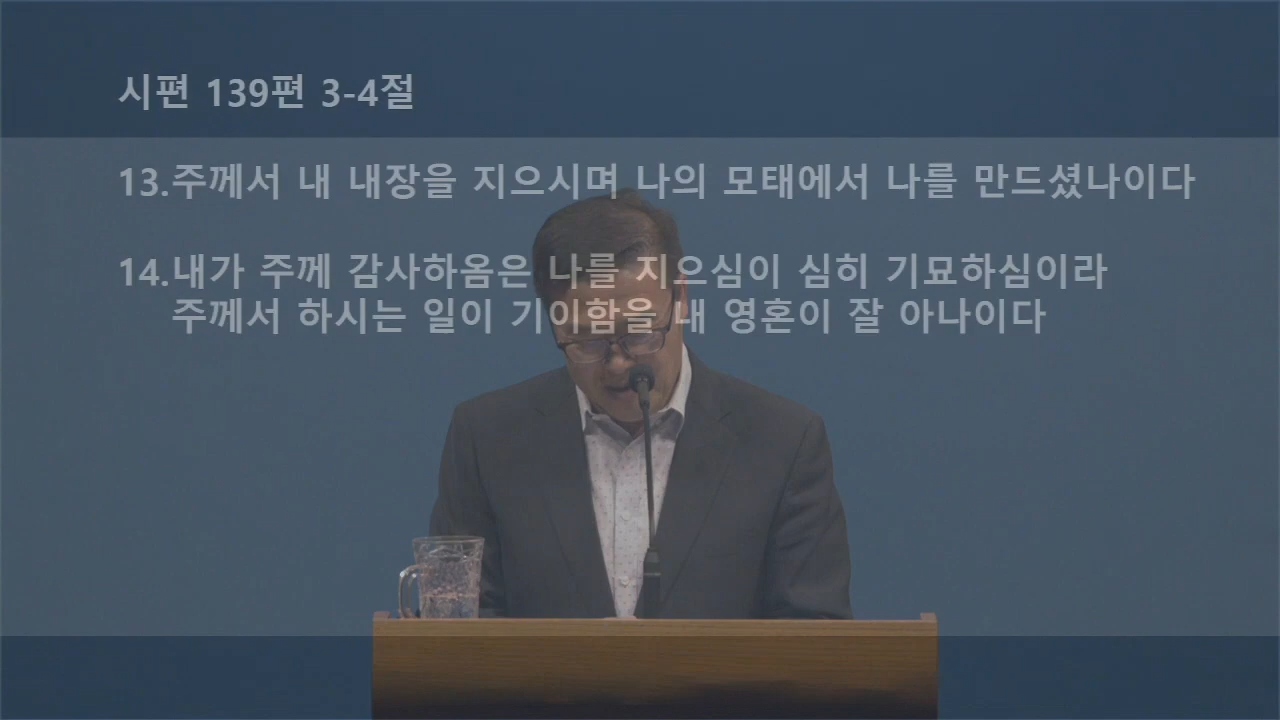 시편 139편 3-4절
13.주께서 내 내장을 지으시며 나의 모태에서 나를 만드셨나이다
14.내가 주께 감사하옴은 나를 지으심이 심히 기묘하심이라
주께서 하시는 일이 기이함을 내 영혼이 잘 아나이다